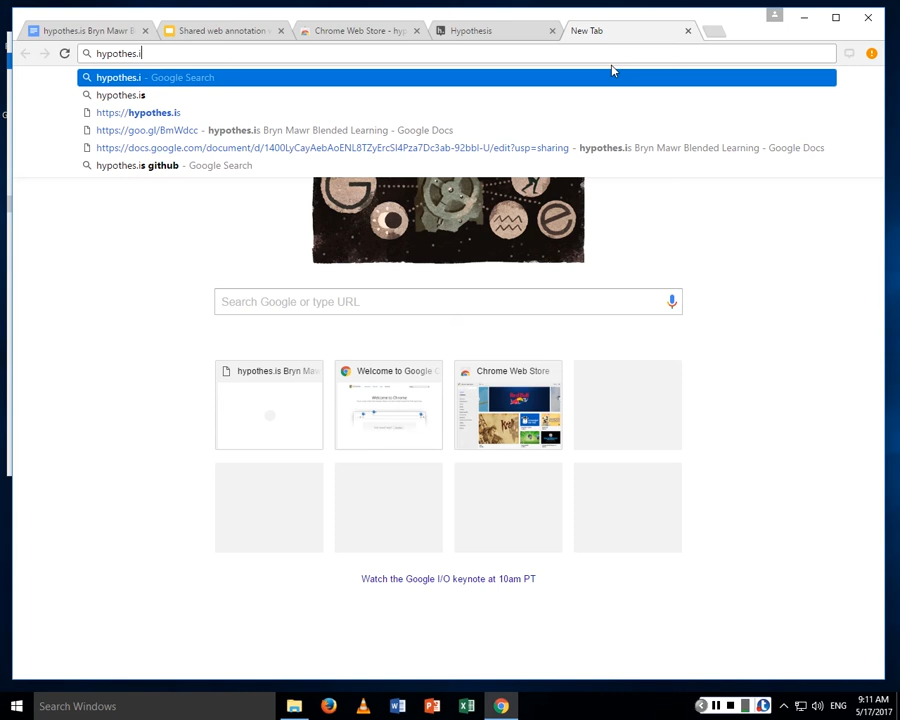 hypothes.is Bryn Mawr B
Shared web annotation w
Chrome Web Store - hyp
Hypothesis
New Tab
hypothes.i
hypothes.i - Google Search
hypothes.is
https://hypothes.is
https://goo.gl/BmWdcc - hypothes.is Bryn Mawr Blended Learning - Google Docs
https://docs.google.com/document/d/1400LyCayAebAoENL8TZyErcSI4Pza7Dc3ab-92bbl-U/edit?usp=sharing - hypothes.is Bryn Mawr Blended Learning - Google Docs
hypothes.is github - Google Search
Search Google or type URL
hypothes.is Bryn Maw
Welcome to Google C
Chrome Web Store
Watch the Google I/O keynote at 10am PT
Search Windows
ENG
9:11 AM
5/17/2017